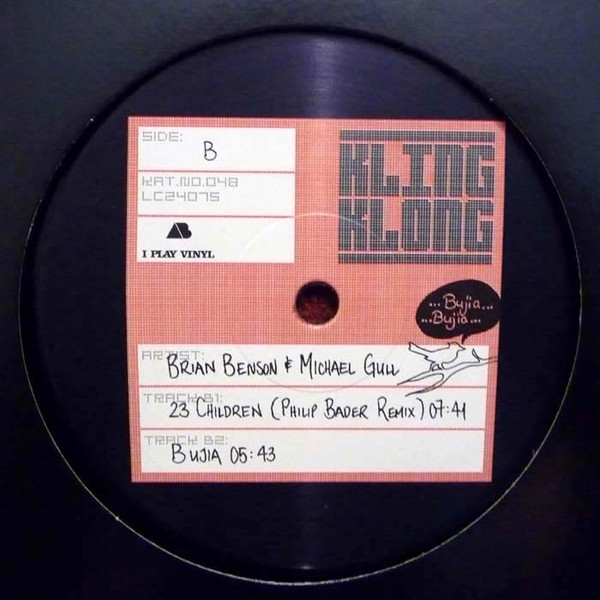 SIDE:
B
KAT.NO.048
LC24075
AB
I PLAY VINYL
KLING
KLONG
...Bujia...
...Bujia...
ARTIST:
BRIAN BENSON & MICHAEL GULL
TRACK B1:
23 CHILDREN (PHILIP BADER REMIX) 07:41
TRACK B2:
BUJIA 05:43